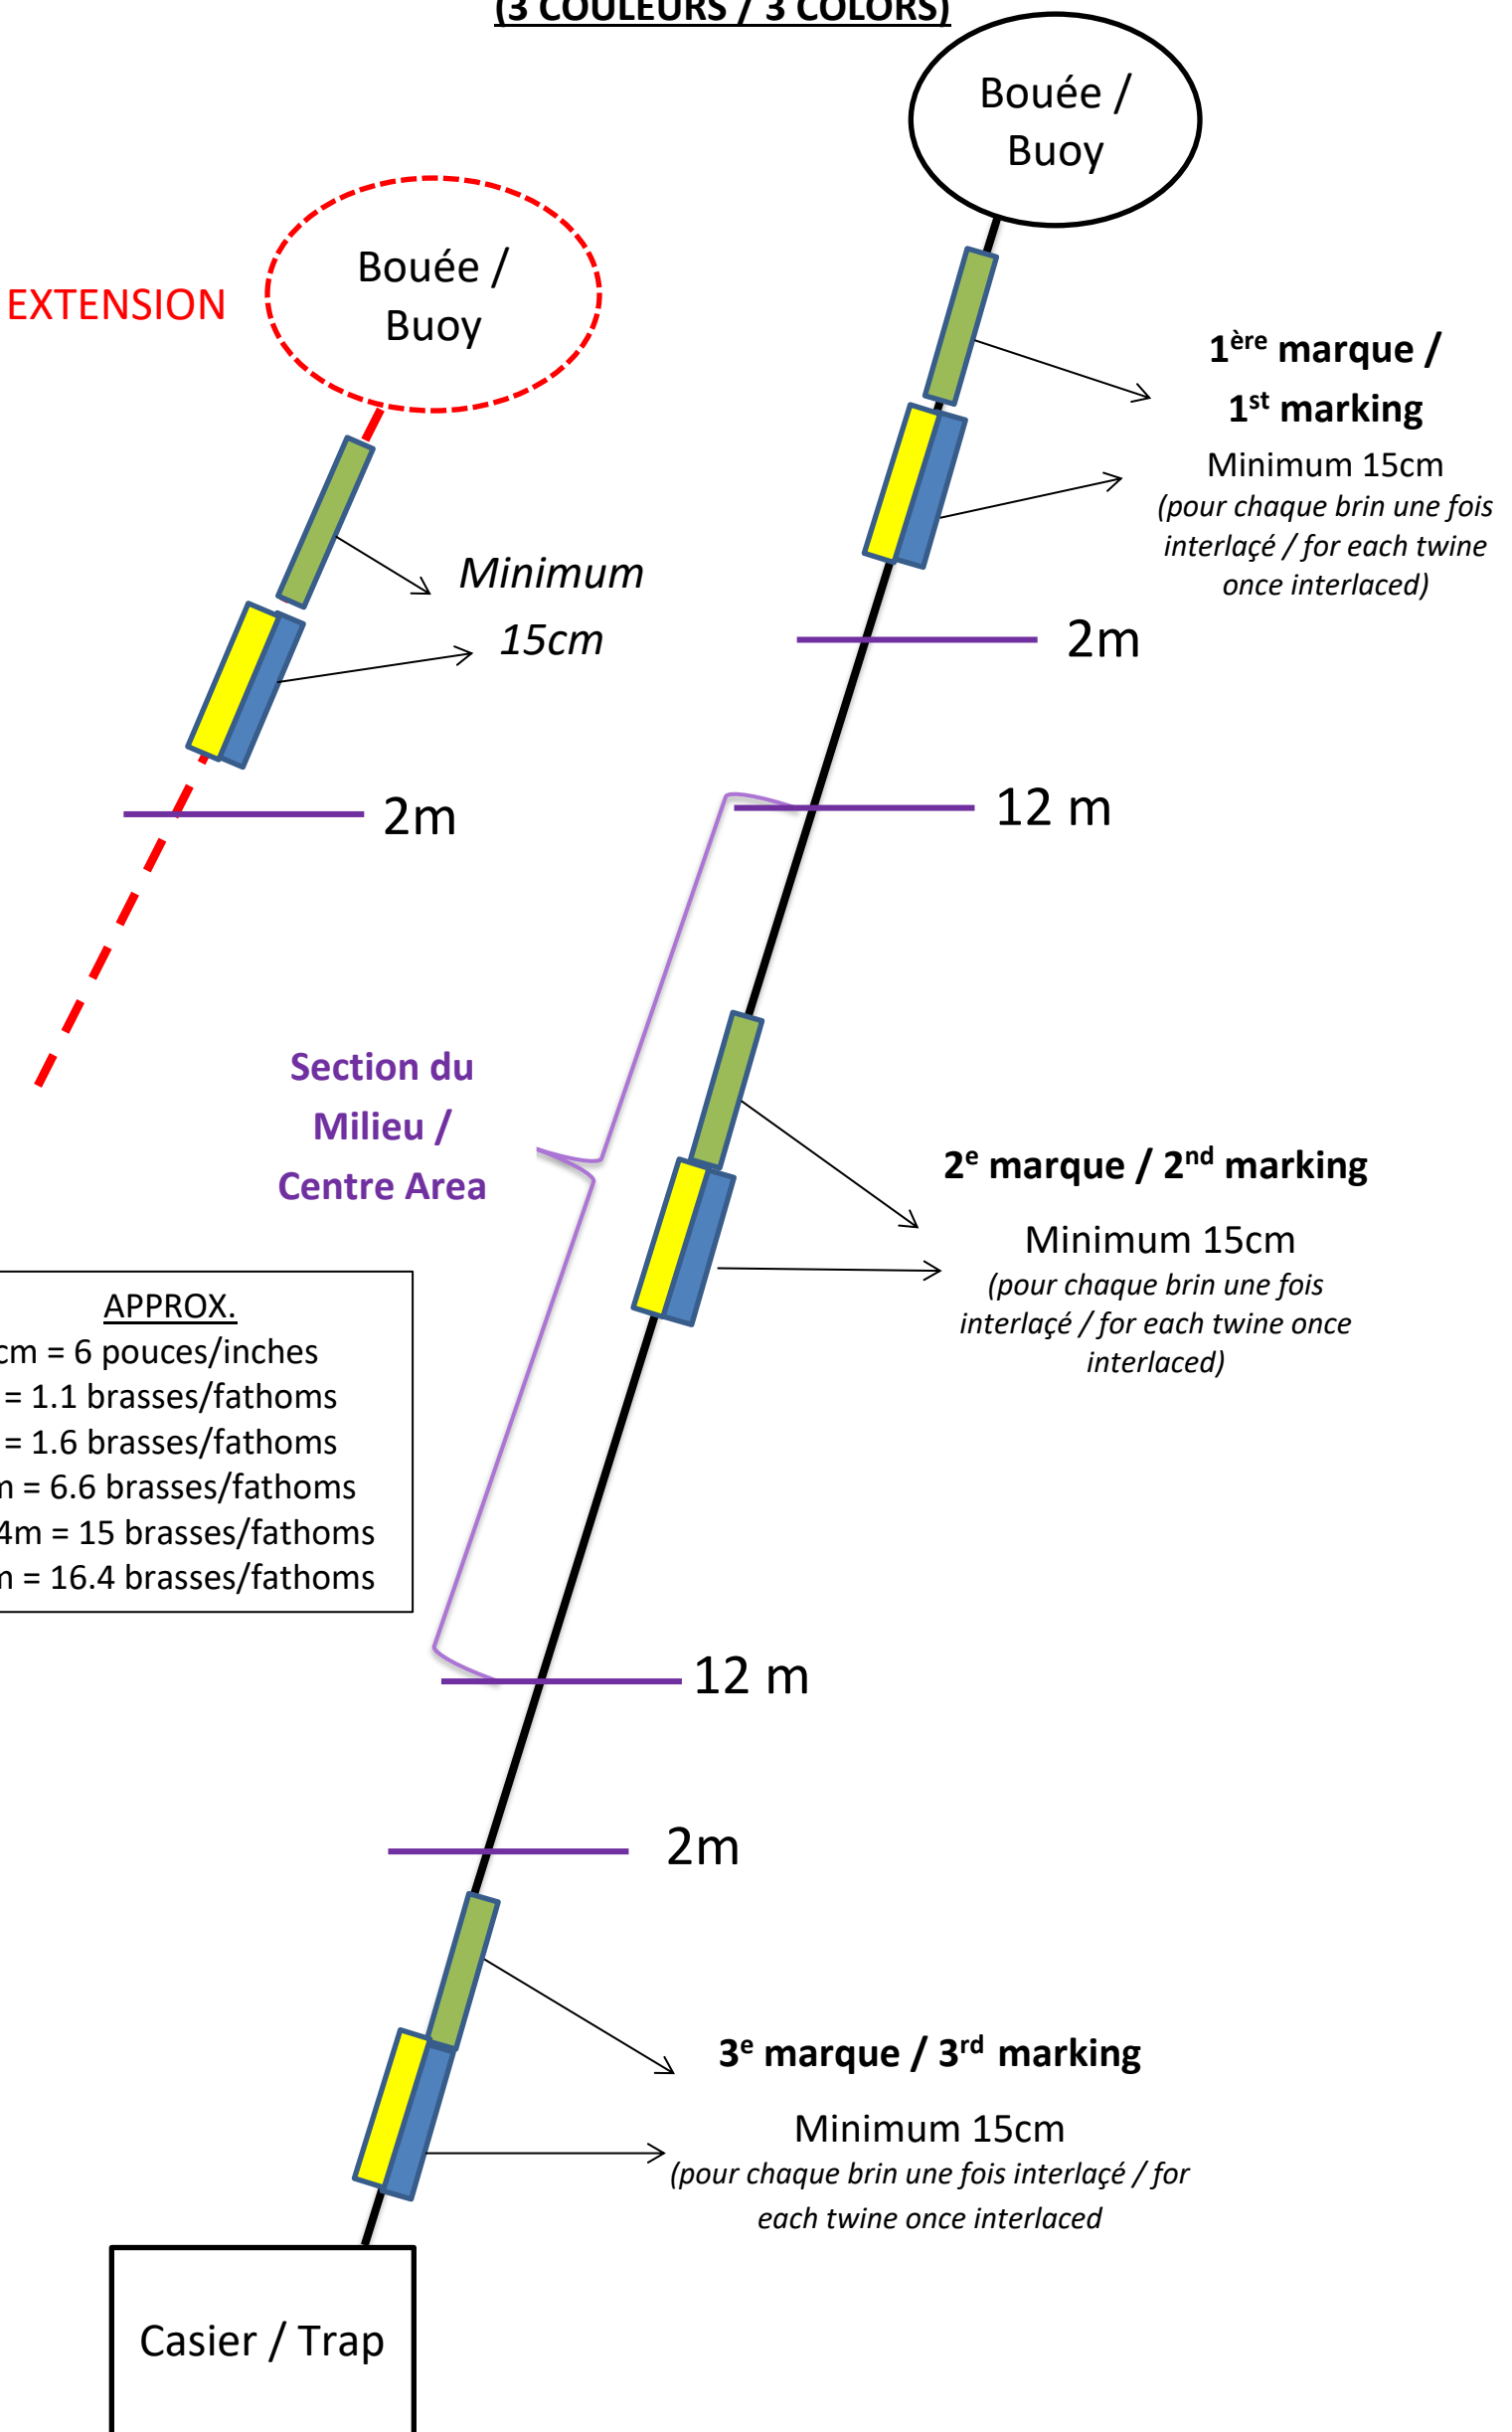 (3 COULEURS / 3 COLORS)
Bouée /
Buoy
EXTENSION
Bouée /
Buoy
1ère marque /
1st marking
Minimum 15cm
(pour chaque brin une fois
interlaçé / for each twine
once interlaced)
Minimum
15cm
2m
2m
12 m
Section du
Milieu /
Centre Area
2e marque / 2nd marking
Minimum 15cm
(pour chaque brin une fois
interlaçé / for each twine once
interlaced)
APPROX.
cm = 6 pouces/inches
= 1.1 brasses/fathoms
= 1.6 brasses/fathoms
m = 6.6 brasses/fathoms
4m = 15 brasses/fathoms
m = 16.4 brasses/fathoms
12 m
2m
3e marque / 3rd marking
Minimum 15cm
(pour chaque brin une fois interlaçé / for
each twine once interlaced
Casier / Trap